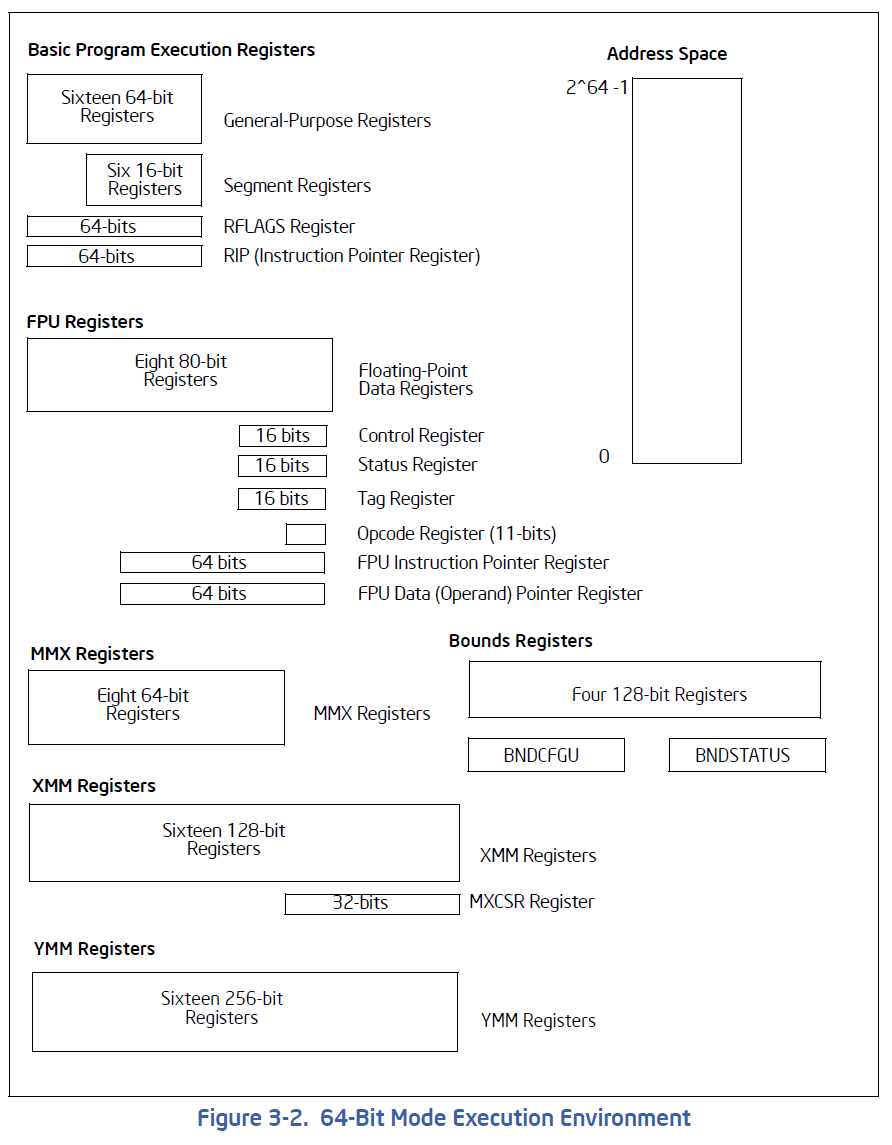 Basic Program Execution Registers
Address Space
Sixteen 64-bit
Registers
General-Purpose Registers
2^64 -1
Six 16-bit
Registers
Segment Registers
64-bits
RFLAGS Register
64-bits
RIP (Instruction Pointer Register)
FPU Registers
Eight 80-bit
Registers
Floating-Point
Data Registers
16 bits
Control Register
0
16 bits
Status Register
16 bits
Tag Register
Opcode Register (11-bits)
64 bits
FPU Instruction Pointer Register
64 bits
FPU Data (Operand) Pointer Register
MMX Registers
Eight 64-bit
Registers
MMX Registers
Bounds Registers
Four 128-bit Registers
BNDCFGU
BNDSTATUS
XMM Registers
Sixteen 128-bit
Registers
XMM Registers
32-bits
MXCSR Register
YMM Registers
Sixteen 256-bit
Registers
YMM Registers
Figure 3-2. 64-Bit Mode Execution Environment